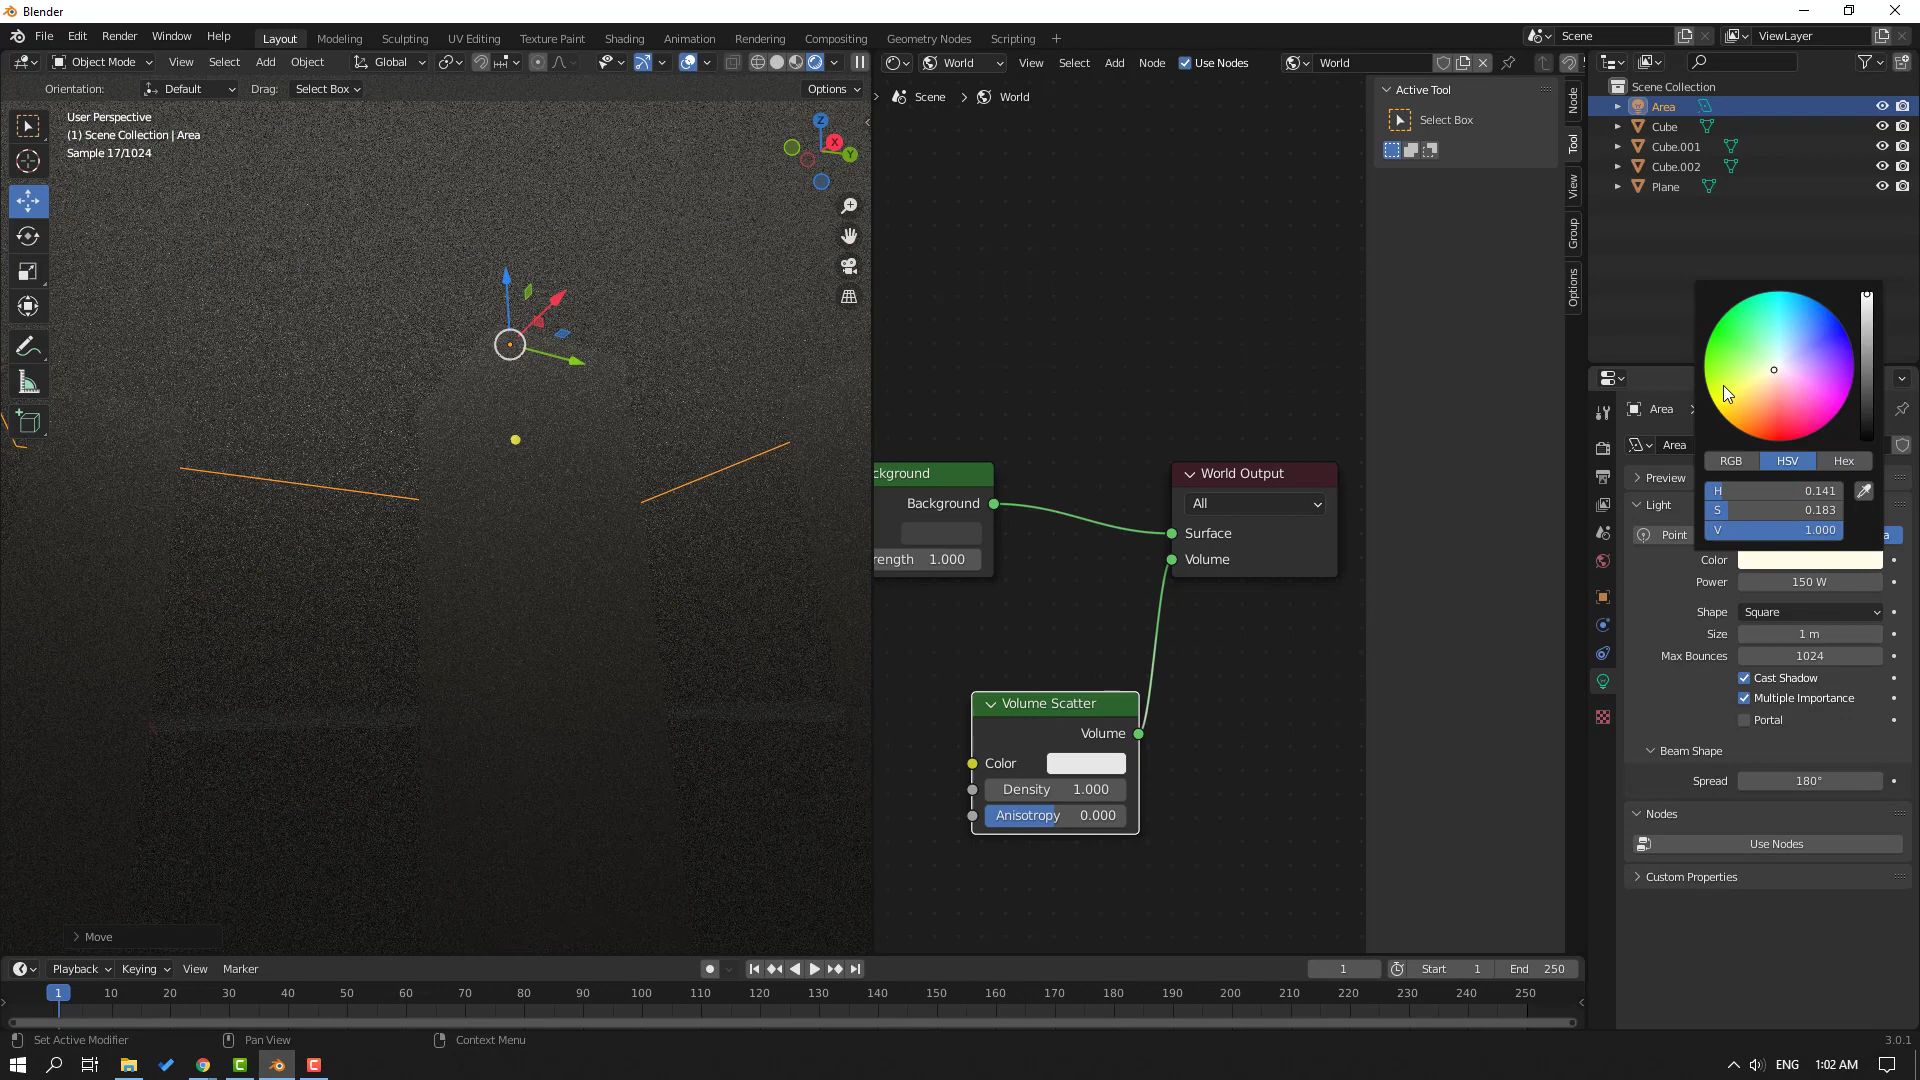 Blender
File Edit Render Window Help
Layout Modeling Sculpting UV Editing Texture Paint Shading Animation Rendering Compositing Geometry Nodes Scripting
Scene
ViewLayer
Object Mode View Select Add Object Global
World View Select Add Node Use Nodes World
Orientation: Default Drag: Select Box Options
User Perspective
(1) Scene Collection | Area
Sample 17/1024
Z
X
Y
Scene World
Active Tool
Select Box
Node
Tool
View
Group
Options
Scene Collection
Area
Cube
Cube.001
Cube.002
Plane
RGB HSV Hex
H 0.141
S 0.183
V 1.000
Area
Area
Preview
Light
Point
Color
Power 150 W
Shape Square
Size 1 m
Max Bounces 1024
Cast Shadow
Multiple Importance
Portal
Beam Shape
Spread 180°
Nodes
Use Nodes
Custom Properties
ckground
Background
rength 1.000
World Output
All
Surface
Volume
Volume Scatter
Volume
Color
Density 1.000
Anisotropy 0.000
Move
Playback Keying View Marker
1 Start 1 End 250
1 10 20 30 40 50 60 70 80 90 100 110 120 130 140 150 160 170 180 190 200 210 220 230 240 250
Set Active Modifier Pan View Context Menu
3.0.1
ENG 1:02 AM